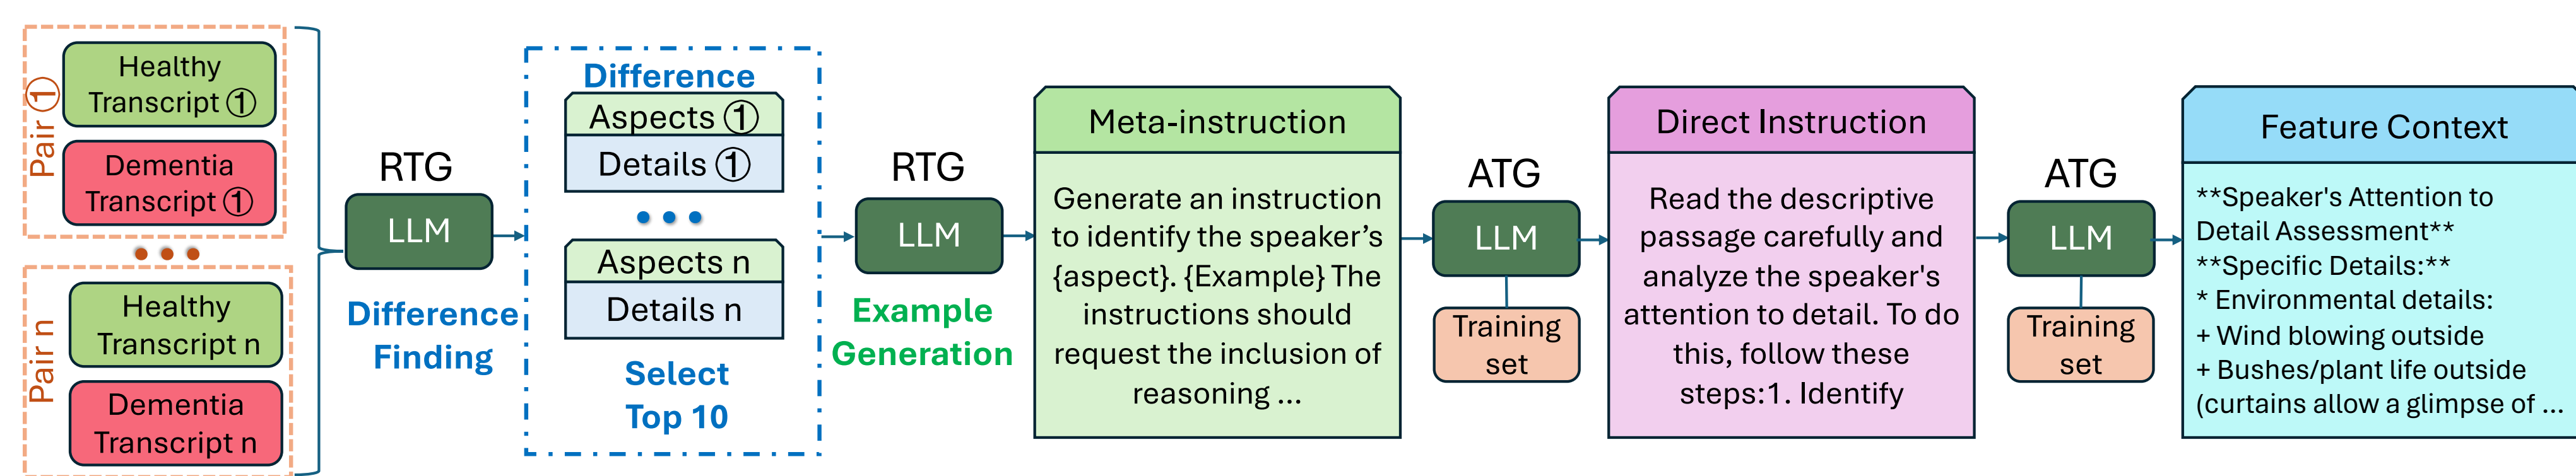 Pair ①
Healthy
Transcript ①
Dementia
Transcript ①
Pair n
Healthy
Transcript n
Dementia
Transcript n
RTG
LLM
Difference
Finding
Difference
Aspects ①
Details ①
Aspects n
Details n
Select
Top 10
RTG
LLM
Example
Generation
Meta-instruction
Generate an instruction
to identify the speaker’s
{aspect}. {Example} The
instructions should
request the inclusion of
reasoning ...
ATG
LLM
Training
set
Direct Instruction
Read the descriptive
passage carefully and
analyze the speaker's
attention to detail. To do
this, follow these
steps:1. Identify
ATG
LLM
Training
set
Feature Context
**Speaker's Attention to
Detail Assessment**
**Specific Details:**
* Environmental details:
+ Wind blowing outside
+ Bushes/plant life outside
(curtains allow a glimpse of ...